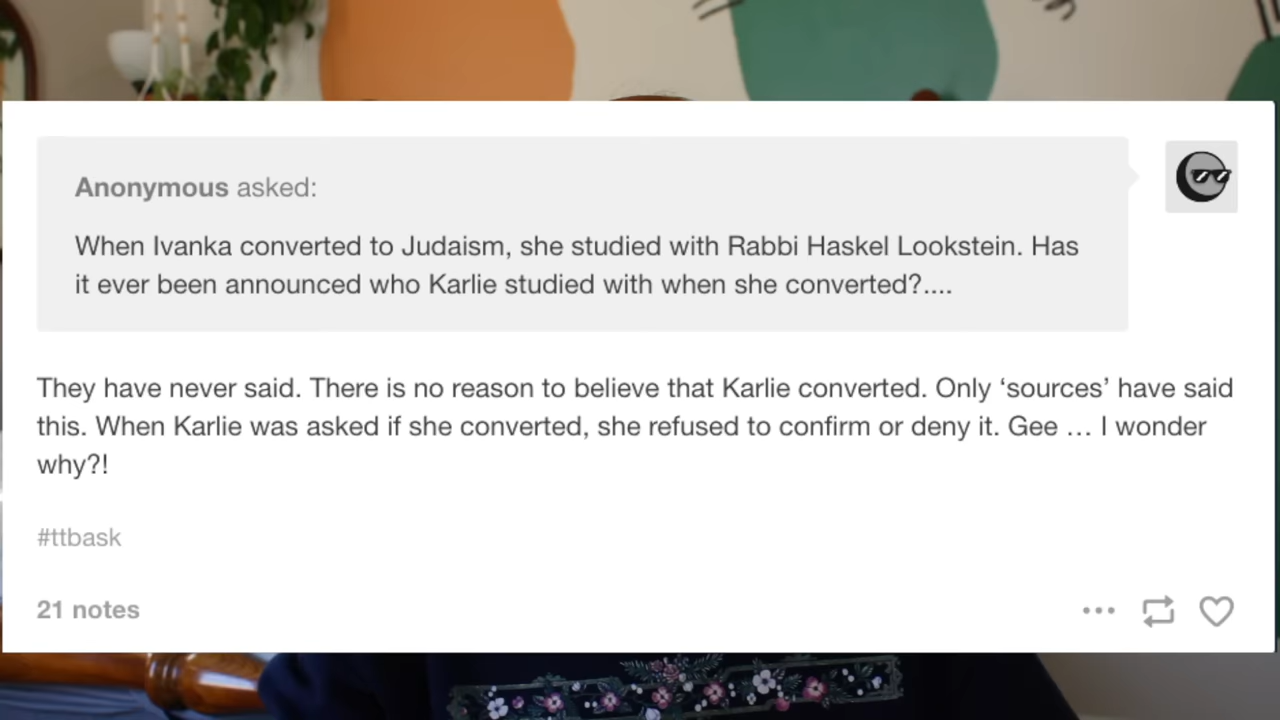 Anonymous asked:
When Ivanka converted to Judaism, she studied with Rabbi Haskel Lookstein. Has
it ever been announced who Karlie studied with when she converted?....
They have never said. There is no reason to believe that Karlie converted. Only ‘sources’ have said
this. When Karlie was asked if she converted, she refused to confirm or deny it. Gee … I wonder
why?!
#ttbask
21 notes